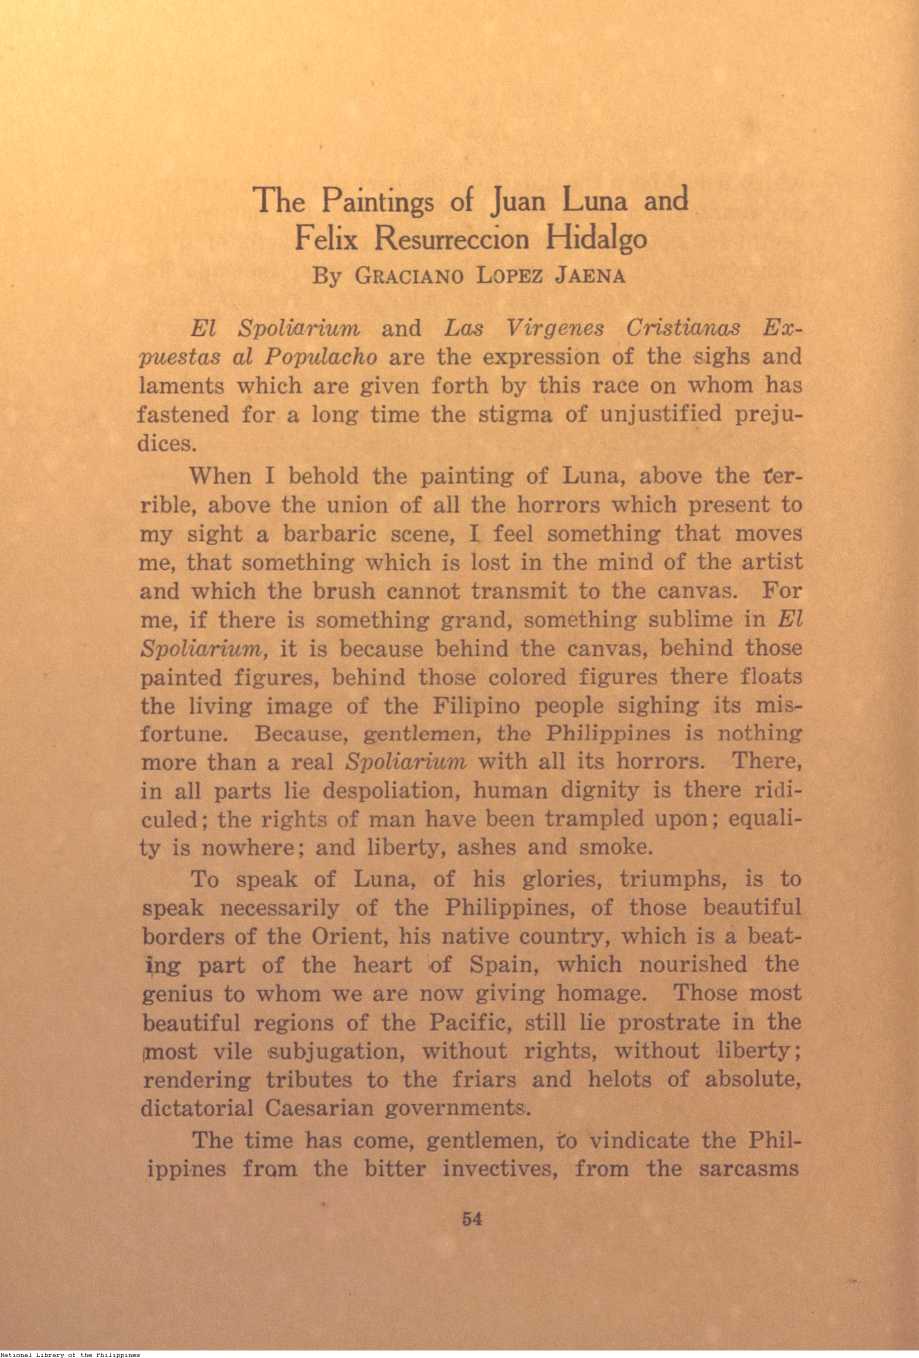 The Paintings of Juan Luna and
Felix Resurreccion Hidalgo
By GRACIANO LOPEZ JAENA
El Spoliarium and Las Virgenes Cristianas Ex-
puestas al Populacho are the expression of the sighs and
laments which are given forth by this race on whom has
fastened for a long time the stigma of unjustified preju-
dices.
When I behold the painting of Luna, above the ter-
rible, above the union of all the horrors which present to
my sight a barbaric scene, I feel something that moves
me, that something which is lost in the mind of the artist
and which the brush cannot transmit to the canvas. For
me, if there is something grand, something sublime in El
Spoliarium, it is because behind the canvas, behind those
painted figures, behind those colored figures there floats
the living image of the Filipino people sighing its mis-
fortune. Because, gentlemen, the Philippines is nothing
more than a real Spoliarium with all its horrors. There,
in all parts lie despoliation, human dignity is there ridi-
culed; the rights of man have been trampled upon; equali-
ty is nowhere; and liberty, ashes and smoke.
To speak of Luna, of his glories, triumphs, is to
speak necessarily of the Philippines, of those beautiful
borders of the Orient, his native country, which is a beat-
ing part of the heart of Spain, which nourished the
genius to whom we are now giving homage. Those most
beautiful regions of the Pacific, still lie prostrate in the
most vile subjugation, without rights, without liberty;
rendering tributes to the friars and helots of absolute,
dictatorial Caesarian governments.
The time has come, gentlemen, to vindicate the Phil-
ippines from the bitter invectives, from the sarcasms
54
National Library of the Philippines